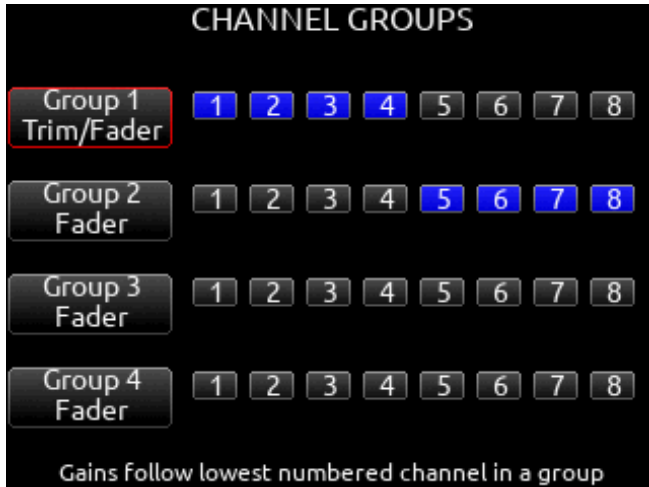 CHANNEL GROUPS
Group 1 1 2 3 4 5 6 7 8
Trim/Fader
Group 2 1 2 3 4 5 6 7 8
Fader
Group 3 1 2 3 4 5 6 7 8
Fader
Group 4 1 2 3 4 5 6 7 8
Fader
Gains follow lowest numbered channel in a group